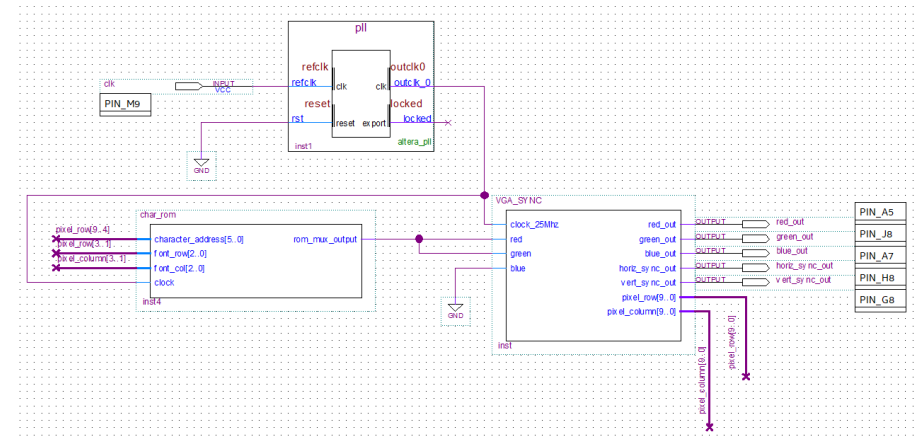 pll
refclk
outclk0
clk
INPUT
VCC
refclk
outclk_0
clk
clk
PIN_M9
reset
locked
rst
locked
reset
export
inst1
altera_pll
GND
VGA_SYNC
char_rom
PIN_A5
pixel_row[9..4]
character_address[5..0]
rom_mux_output
clock_25Mhz
red_out
OUTPUT
red_out
pixel_row[3..1]
font_row[2..0]
red
green_out
OUTPUT
green_out
PIN_J8
pixel_column[3..1]
font_col[2..0]
green
blue_out
OUTPUT
blue_out
PIN_A7
clock
blue
horiz_sync_out
OUTPUT
horiz_sync_out
vert_sync_out
OUTPUT
vert_sync_out
PIN_H8
inst4
pixel_row[9..0]
PIN_G8
GND
pixel_column[9..0]
inst
pixel_column[9..0]
pixel_row[9..0]